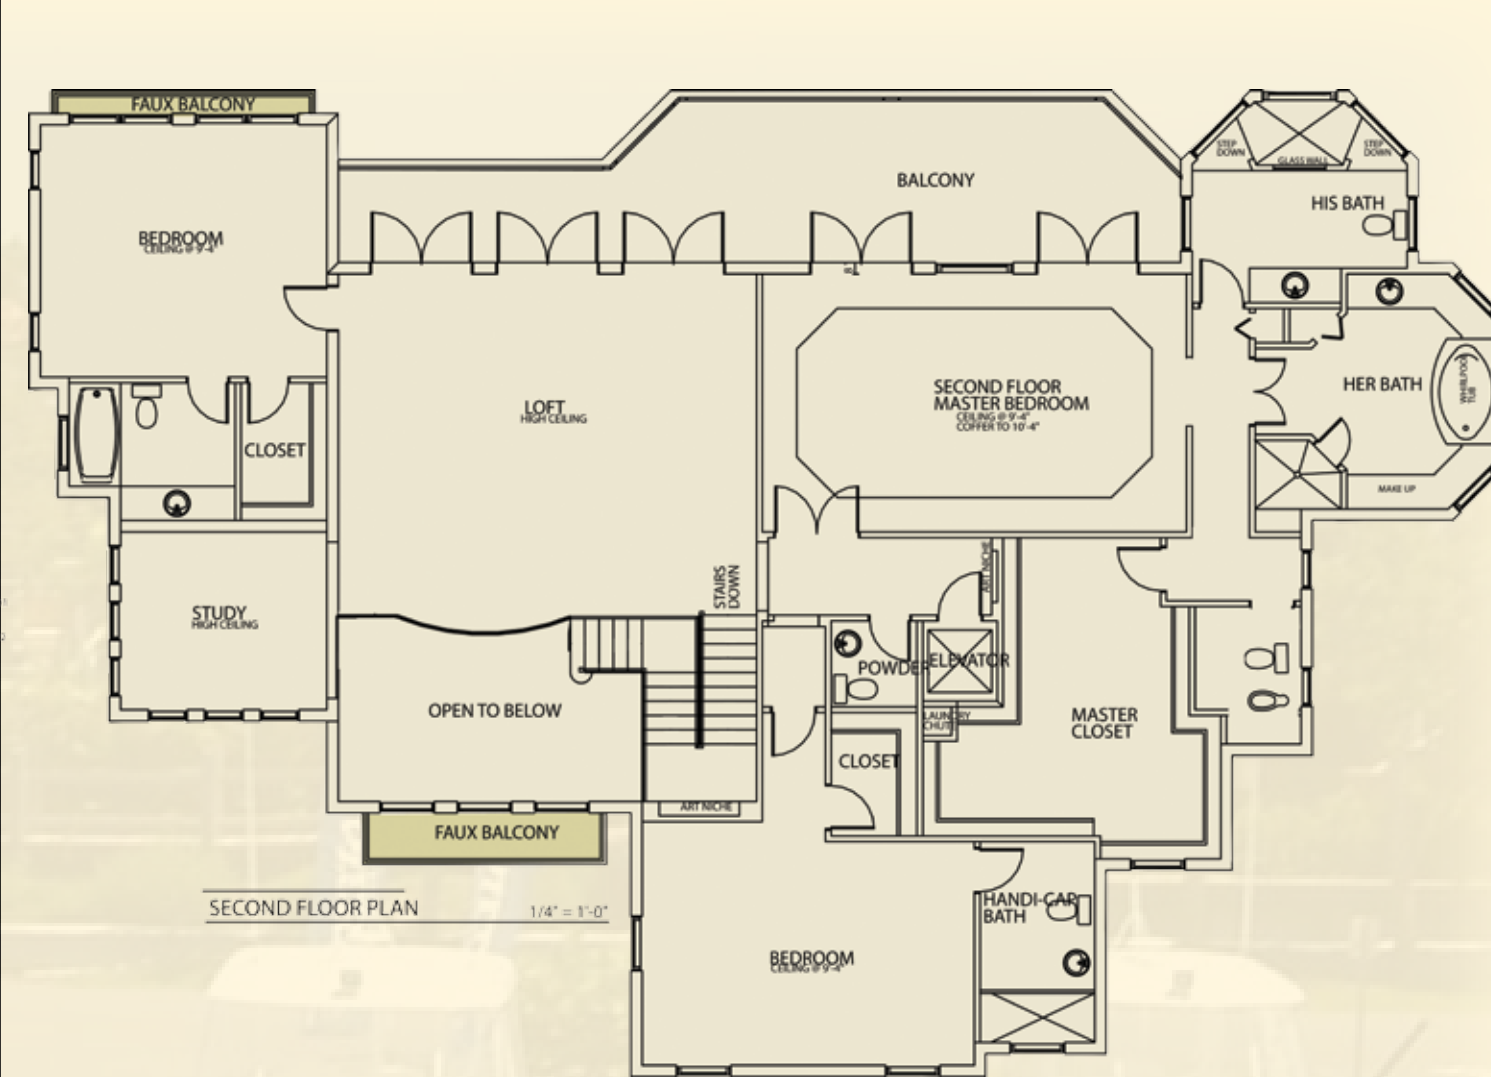 FAUX BALCONY
BEDROOM
CEILING @ 9'-4"
BALCONY
STEP
DOWN
GLASS WALL
STEP
DOWN
HIS BATH
HER BATH
WHIRLPOOL
TUB
MAKE UP
SECOND FLOOR
MASTER BEDROOM
CEILING @ 9'-4"
COFFER TO 10'-4"
LOFT
HIGH CEILING
CLOSET
STUDY
HIGH CEILING
STAIRS
DOWN
ART NICHE
POWDER
ELEVATOR
OPEN TO BELOW
LAUNDRY
CHUTE
MASTER
CLOSET
CLOSET
ART NICHE
FAUX BALCONY
SECOND FLOOR PLAN
1/4" = 1'-0"
HANDI-CAP
BATH
BEDROOM
CEILING @ 9'-4"